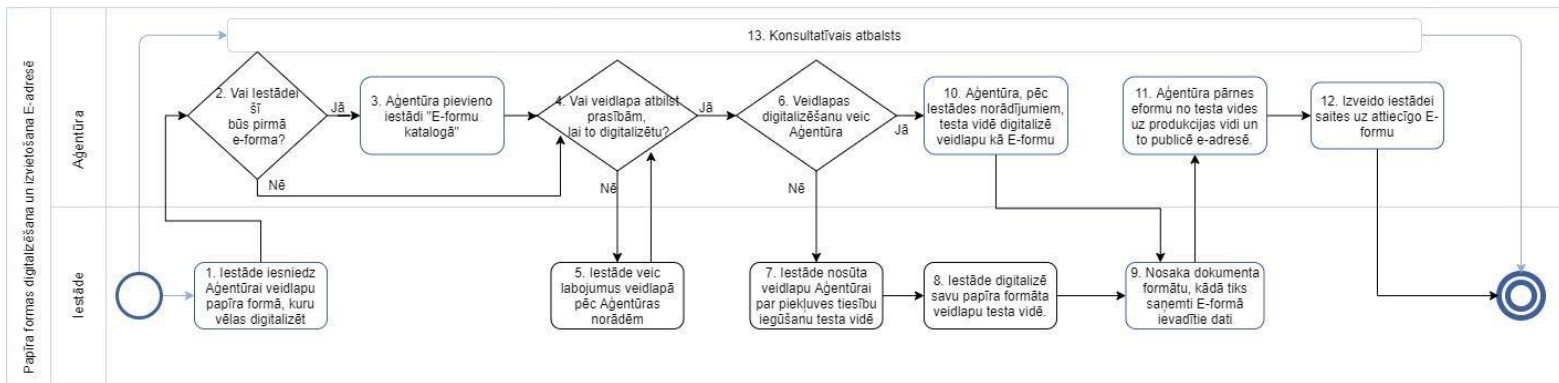 Papīra formas digitalizēšana un izvietošana E-adresē
Aģentūra
Iestāde
13. Konsultatīvais atbalsts
2. Vai Iestādei
šī
būs pirmā
e-forma?
Jā
Nē
3. Aģentūra pievieno
iestādi "E-formu
katalogā"
4. Vai veidlapa atbilst
prasībām,
lai to digitalizētu?
Jā
Nē
6. Veidlapas
digitalizēšanu veic
Aģentūra
Jā
Nē
10. Aģentūra, pēc
Iestādes norādījumiem,
testa vidē digitalizē
veidlapu kā E-formu
11. Aģentūra pārnes
eformu no testa vides
uz produkcijas vidi un
to publicē e-adresē.
12. Izveido iestādei
saites uz attiecīgo E-
formu
1. Iestāde iesniedz
Aģentūrai veidlapu
papīra formā, kuru
vēlas digitalizēt
5. Iestāde veic
labojumus veidlapā
pēc Aģentūras
norādēm
7. Iestāde nosūta
veidlapu Aģentūrai
par piekļuves tiesību
iegūšanu testa vidē
8. Iestāde digitalizē
savu papīra formāta
veidlapu testa vidē.
9. Nosaka dokumenta
formātu, kādā tiks
saņemti E-formā
ievadītie dati